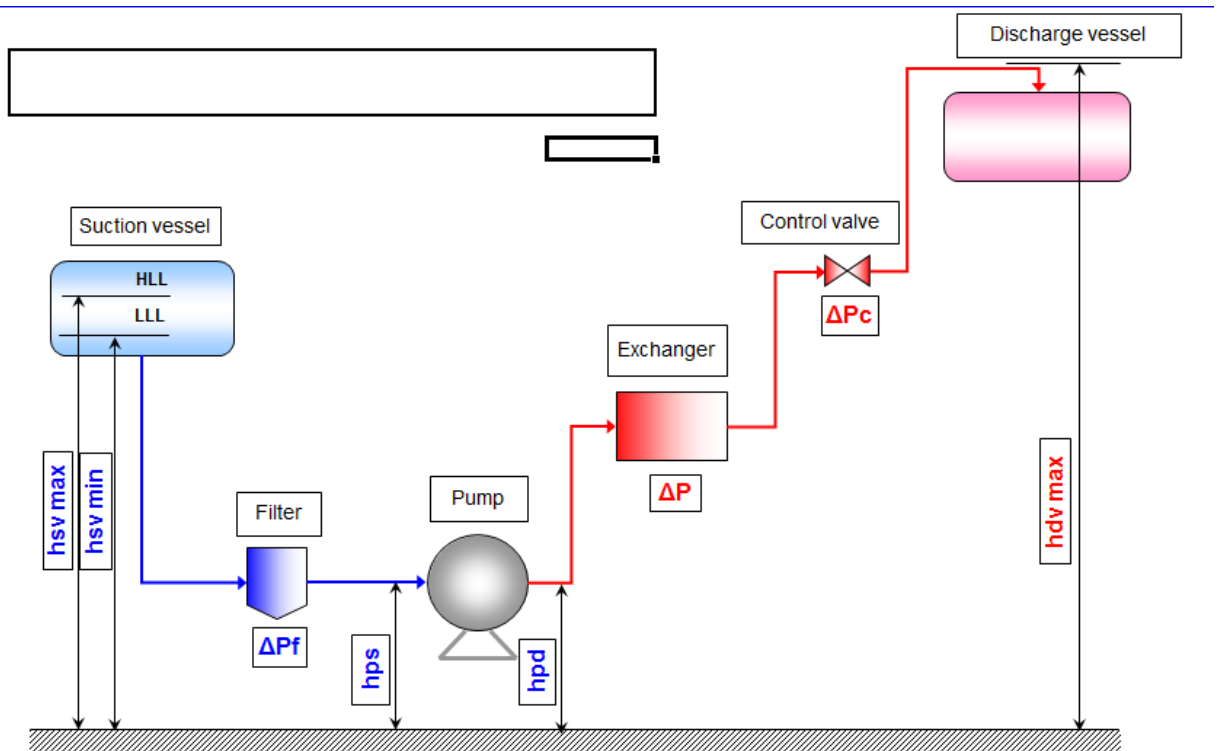 Discharge vessel
Suction vessel
Control valve
HLL
LLL
ΔPc
Exchanger
hsv max
hsv min
ΔP
hdv max
Pump
Filter
ΔPf
hps
hpd